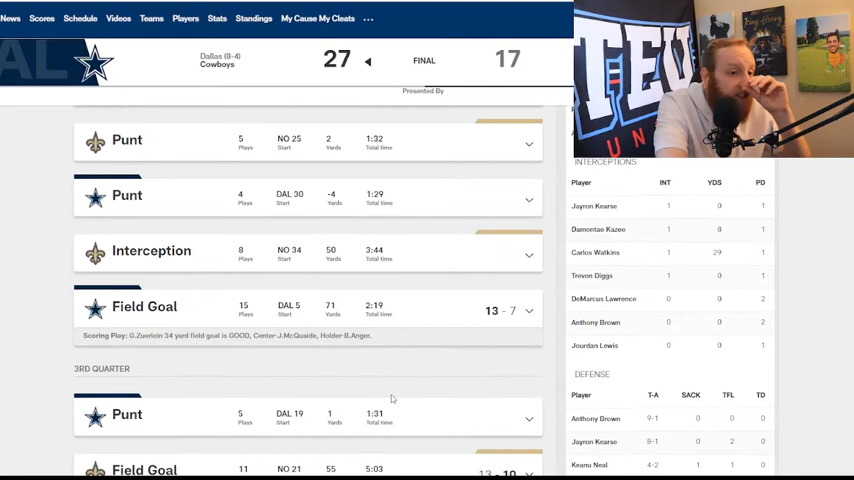 News Scores Schedule Videos Teams Players Stats Standings My Cause My Cleats ...
Dallas (8-4)
Cowboys
27
FINAL
17
Presented By
Punt 5 NO 25 2 1:32
Plays Start Yards Total time
Punt 4 DAL 30 -4 1:29
Plays Start Yards Total time
Interception 8 NO 34 50 3:44
Plays Start Yards Total time
Field Goal 15 DAL 5 71 2:19 13 - 7
Plays Start Yards Total time
Scoring Play: G.Zuerlein 34 yard field goal is GOOD, Center-J.McQuaide, Holder-B.Anger.
3RD QUARTER
Punt 5 DAL 19 1 1:31
Plays Start Yards Total time
Field Goal 11 NO 21 55 5:03 13 - 10
INTERCEPTIONS
Player INT YDS PD
Jayron Kearse 1 0 1
Damontae Kazee 1 8 1
Carlos Watkins 1 29 1
Trevon Diggs 1 0 1
DeMarcus Lawrence 0 0 2
Anthony Brown 0 0 2
Jourdan Lewis 0 0 1
DEFENSE
Player T-A SACK TFL TD
Anthony Brown 9-1 0 0 0
Jayron Kearse 8-1 0 2 0
Keanu Neal 4-2 1 1 0
King Henry